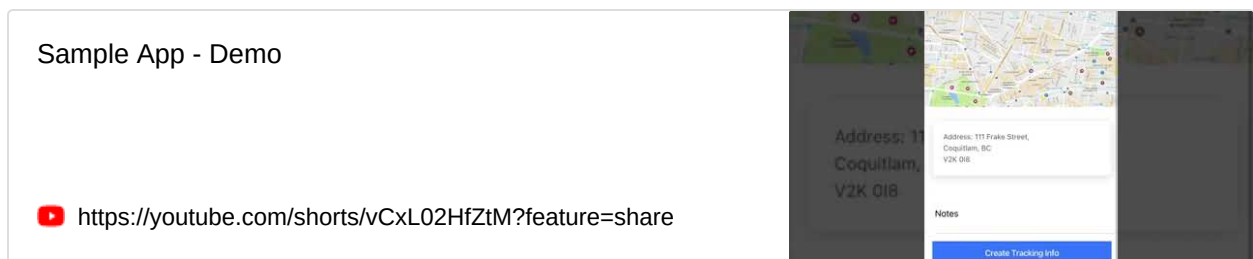 Sample App - Demo
https://youtube.com/shorts/vCxL02HfZtM?feature=share
Address: 11
Coquitlam,
V2K 0I8
Address: 111 Frake Street,
Coquitlam, BC
V2K 0I8
Notes
Create Tracking Info